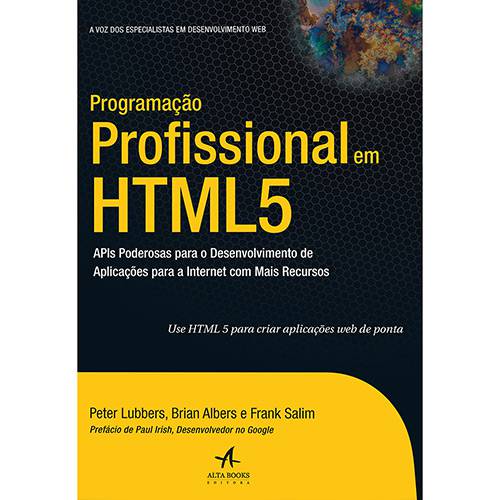 A VOZ DOS ESPECIALISTAS EM DESENVOLVIMENTO WEB
Programação
Profissional em
HTML5
APIs Poderosas para o Desenvolvimento de
Aplicações para a Internet com Mais Recursos
Use HTML 5 para criar aplicações web de ponta
Peter Lubbers, Brian Albers e Frank Salim
Prefácio de Paul Irish, Desenvolvedor no Google
ALTA BOOKS
EDITORA